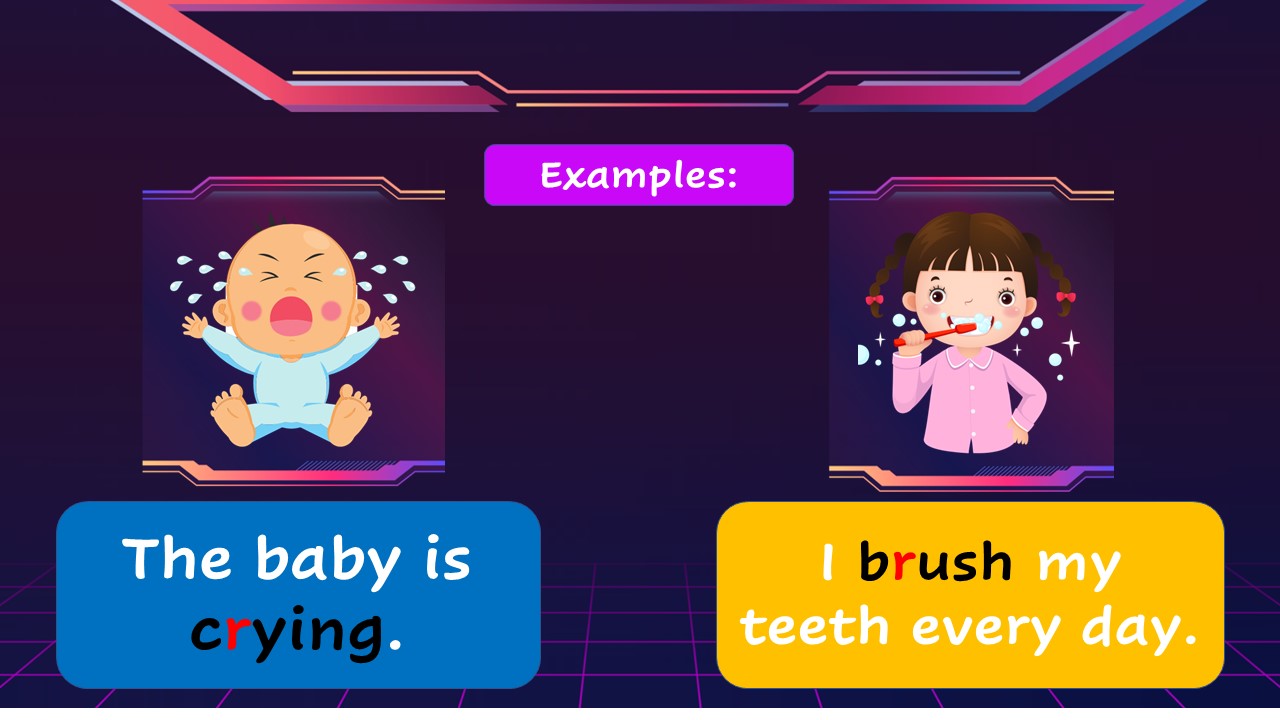 Examples:
The baby is
crying.
I brush my
teeth every day.